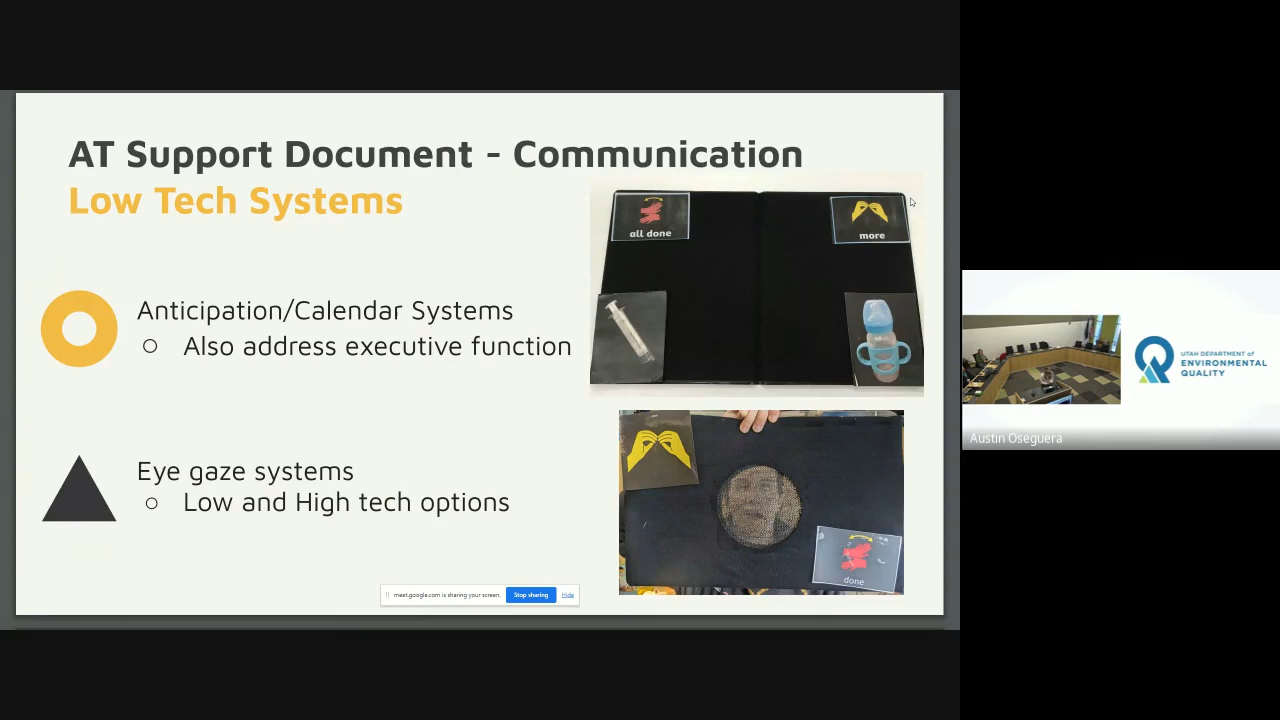 AT Support Document - Communication
Low Tech Systems
Anticipation/Calendar Systems
Also address executive function
Eye gaze systems
Low and High tech options
all done
more
done
meet.google.com is sharing your screen.
Stop sharing
Hide
UTAH DEPARTMENT of
ENVIRONMENTAL
QUALITY
Austin Oseguera